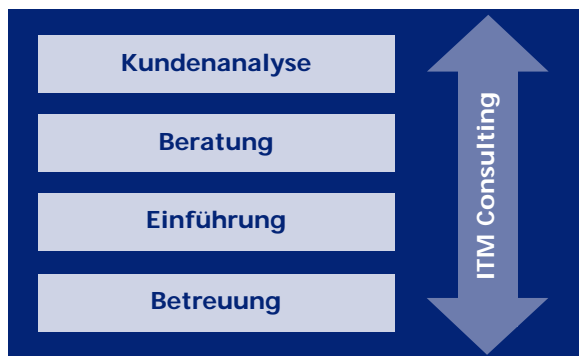 Kundenanalyse
Beratung
Einführung
Betreuung
ITM Consulting